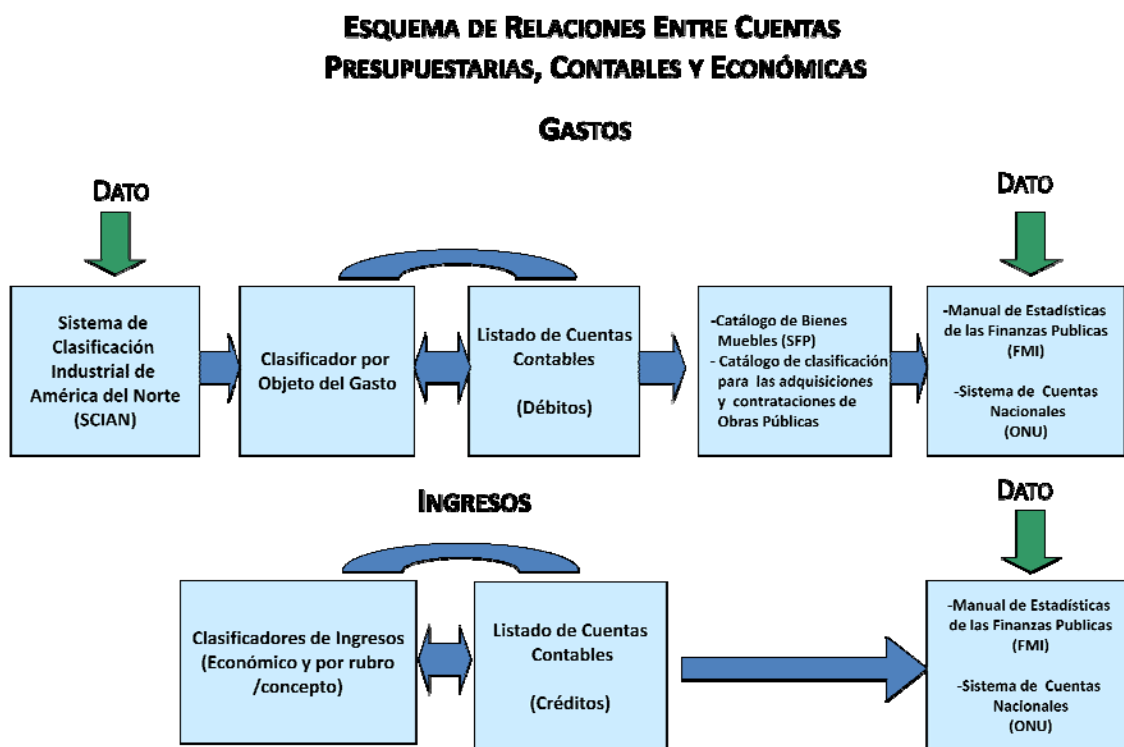 ESQUEMA DE RELACIONES ENTRE CUENTAS
PRESUPUESTARIAS, CONTABLES Y ECONÓMICAS
GASTOS
DATO
DATO
Sistema de
Clasificación
Industrial de
América del Norte
(SCIAN)
Clasificador por
Objeto del Gasto
Listado de Cuentas
Contables
(Débitos)
-Catálogo de Bienes
Muebles (SFP)
- Catálogo de clasificación
para las adquisiciones
y contrataciones de
Obras Públicas
-Manual de Estadísticas
de las Finanzas Publicas
(FMI)
-Sistema de Cuentas
Nacionales
(ONU)
INGRESOS
DATO
Clasificadores de Ingresos
(Económico y por rubro
/concepto)
Listado de Cuentas
Contables
(Créditos)
-Manual de Estadísticas
de las Finanzas Publicas
(FMI)
-Sistema de Cuentas
Nacionales
(ONU)